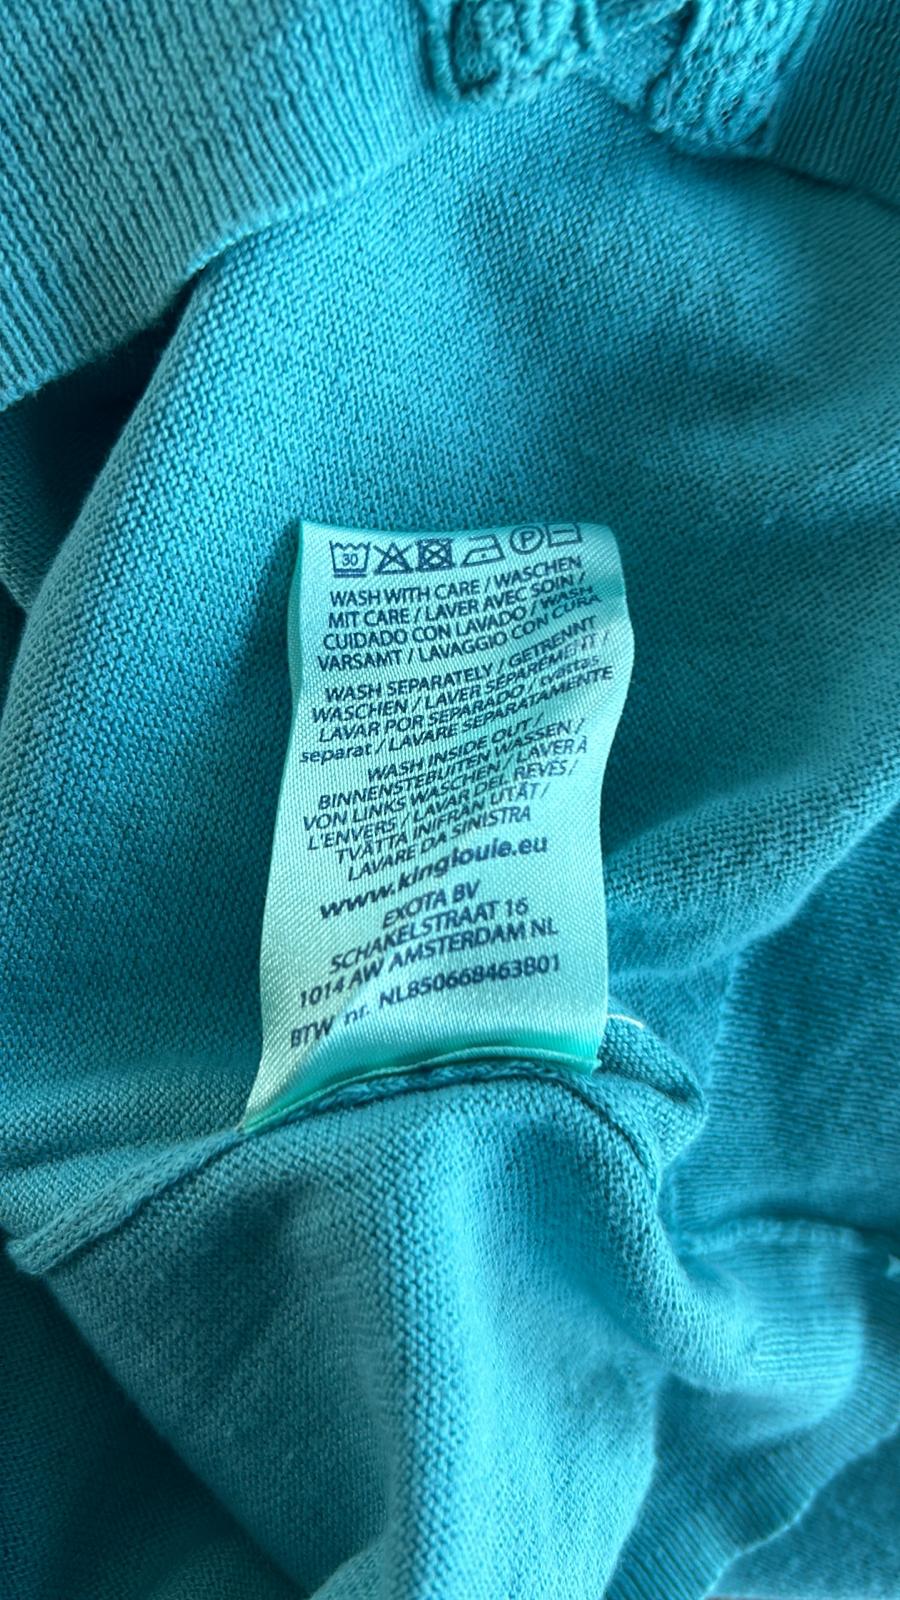 30 P
WASH WITH CARE / WASCHEN
MIT CARE / LAVER AVEC SOIN /
CUIDADO CON LAVADO / WASH
VARSAMT / LAVAGGIO CON CURA
WASH SEPARATELY / GETRENNT
WASCHEN / LAVER SÉPARÉMENT /
LAVAR POR SEPARADO / tvättas
separat / LAVARE SEPARATAMENTE
WASH INSIDE OUT /
BINNENSTEBUITEN WASSEN /
VON LINKS WASCHEN / LAVER À
L'ENVERS / LAVAR DEL REVÉS /
TVÄTTA INIFRÅN UTÅT /
LAVARE DA SINISTRA
www.kinglouie.eu
EXOTA BV
SCHAKELSTRAAT 16
1014 AW AMSTERDAM NL
BTW nr. NL850668463B01